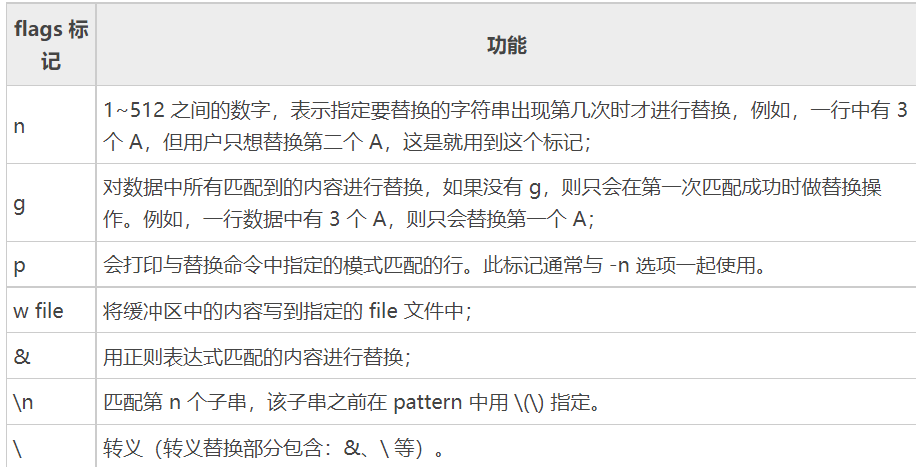 flags 标
记
功能
n
1~512 之间的数字，表示指定要替换的字符串出现第几次时才进行替换，例如，一行中有 3
个 A，但用户只想替换第二个 A，这是就用到这个标记；
g
对数据中所有匹配到的内容进行替换，如果没有 g，则只会在第一次匹配成功时做替换操
作。例如，一行数据中有 3 个 A，则只会替换第一个 A；
p
会打印与替换命令中指定的模式匹配的行。此标记通常与 -n 选项一起使用。
w file
将缓冲区中的内容写到指定的 file 文件中；
&
用正则表达式匹配的内容进行替换；
\n
匹配第 n 个子串，该子串之前在 pattern 中用 \(\) 指定。
\
转义（转义替换部分包含：&、\ 等）。